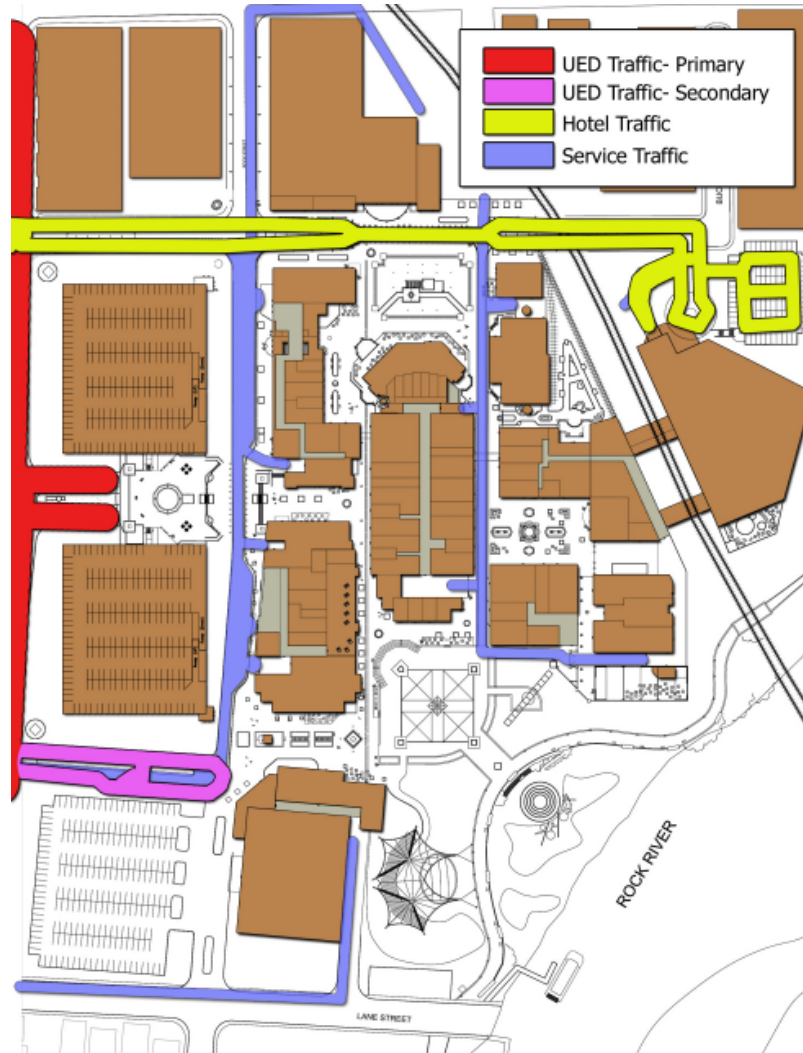 UED Traffic- Primary
UED Traffic- Secondary
Hotel Traffic
Service Traffic
ROCK RIVER
LANE STREET